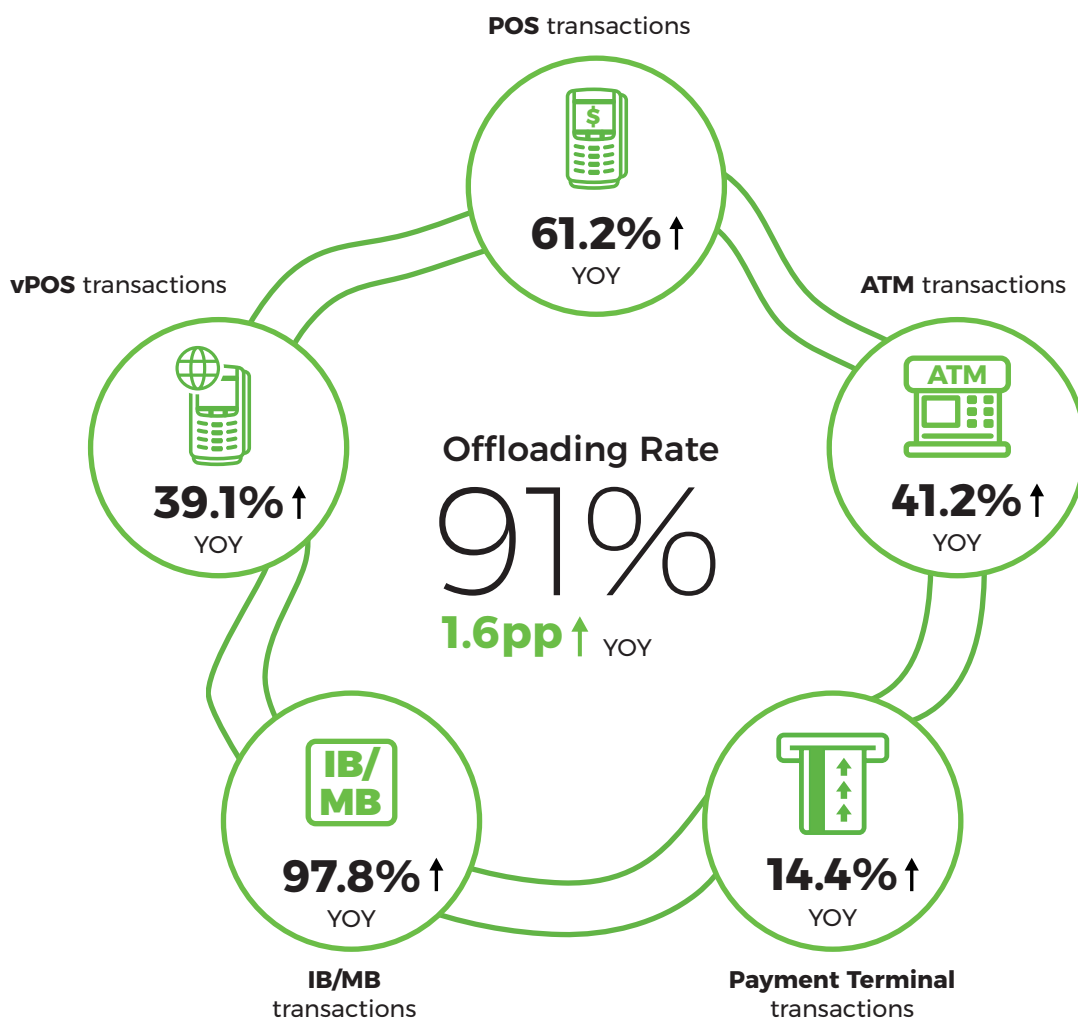 POS transactions
$
61.2%↑
YOY
vPOS transactions
39.1%↑
YOY
ATM transactions
ATM
41.2%↑
YOY
Offloading Rate
91%
1.6pp↑ YOY
IB/
MB
97.8%↑
YOY
IB/MB
transactions
14.4%↑
YOY
Payment Terminal
transactions